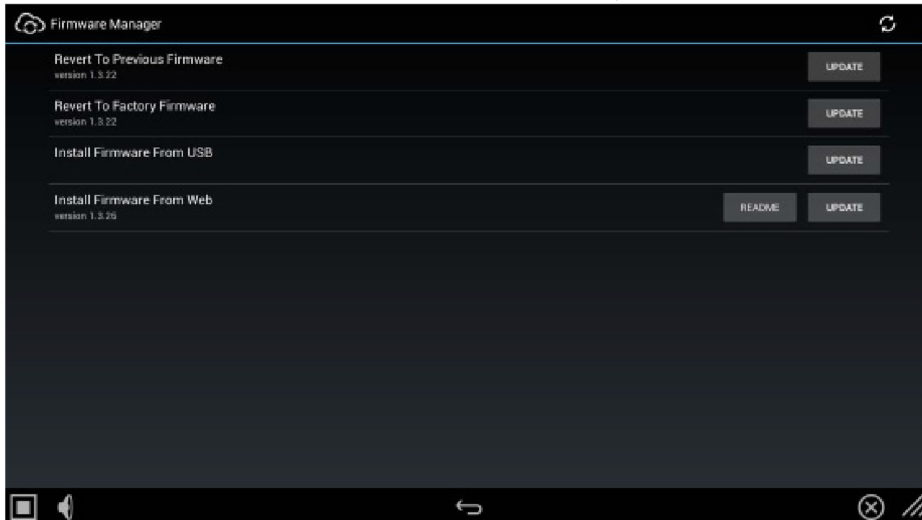 Firmware Manager
Revert To Previous Firmware
version 1.3.22
UPDATE
Revert To Factory Firmware
version 1.3.22
UPDATE
Install Firmware From USB
UPDATE
Install Firmware From Web
version 1.3.26
README
UPDATE